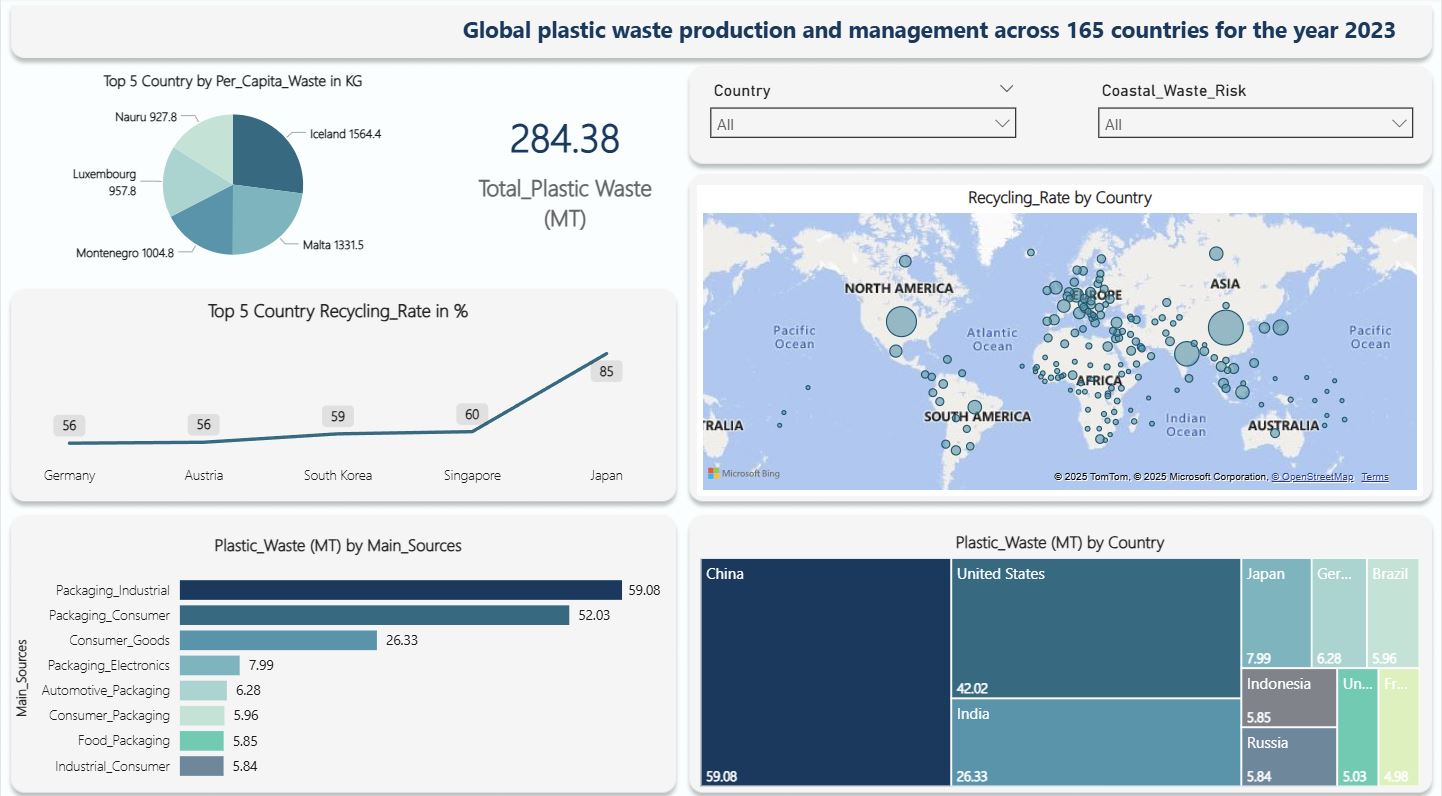 Global plastic waste production and management across 165 countries for the year 2023
Top 5 Country by Per_Capita_Waste in KG
Nauru 927.8
Iceland 1564.4
Luxembourg
957.8
Montenegro 1004.8
Malta 1331.5
284.38
Total_Plastic Waste
(MT)
Country
All
Coastal_Waste_Risk
All
Recycling_Rate by Country
NORTH AMERICA
EUROPE
ASIA
Pacific
Ocean
Atlantic
Ocean
Pacific
Ocean
AFRICA
SOUTH AMERICA
Indian
Ocean
RALIA
AUSTRALIA
Microsoft Bing
© 2025 TomTom, © 2025 Microsoft Corporation, © OpenStreetMap Terms
Top 5 Country Recycling_Rate in %
56
56
59
60
85
Germany
Austria
South Korea
Singapore
Japan
Plastic_Waste (MT) by Main_Sources
Main_Sources
Packaging_Industrial 59.08
Packaging_Consumer 52.03
Consumer_Goods 26.33
Packaging_Electronics 7.99
Automotive_Packaging 6.28
Consumer_Packaging 5.96
Food_Packaging 5.85
Industrial_Consumer 5.84
Plastic_Waste (MT) by Country
China
59.08
United States
42.02
India
26.33
Japan
7.99
Ger...
6.28
Brazil
5.96
Indonesia
5.85
Russia
5.84
Un...
5.03
Fr...
4.98